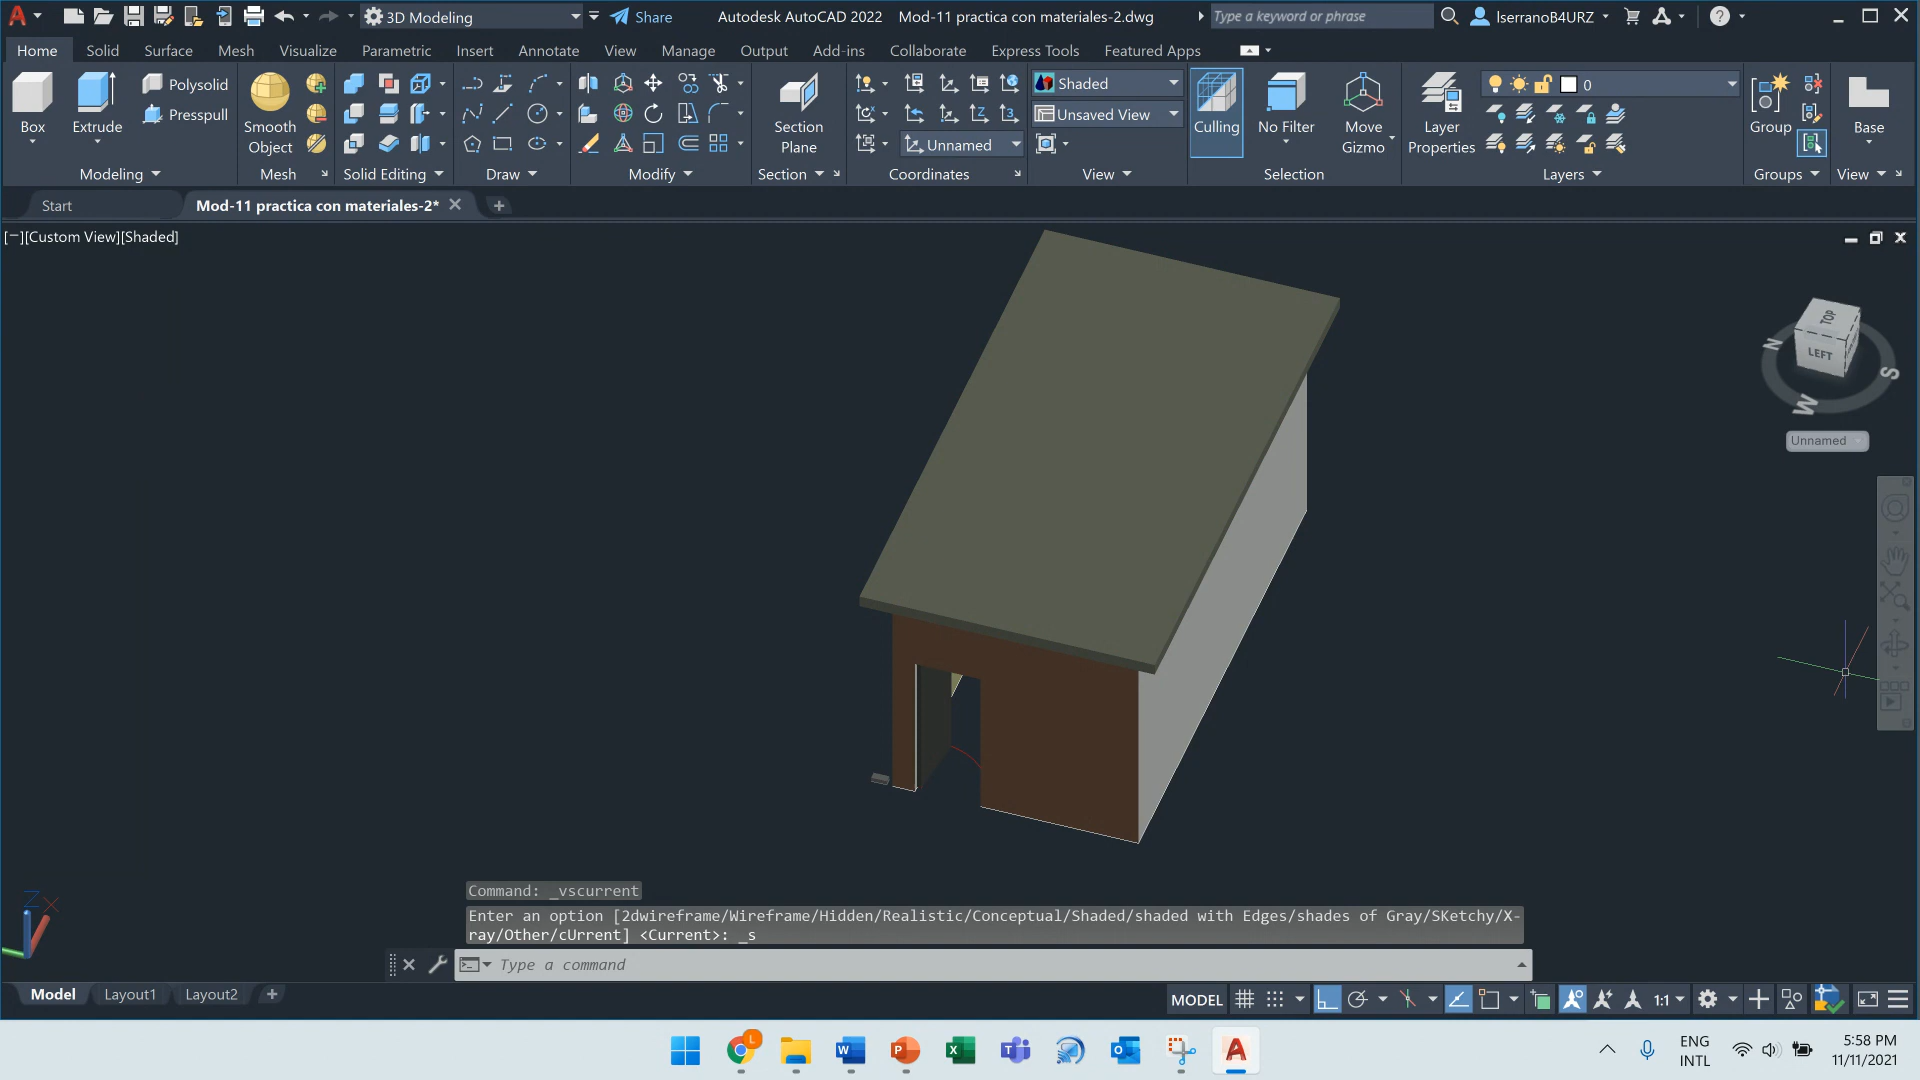 3D Modeling
Share
Autodesk AutoCAD 2022 Mod-11 practica con materiales-2.dwg
Type a keyword or phrase
lserranoB4URZ
Home Solid Surface Mesh Visualize Parametric Insert Annotate View Manage Output Add-ins Collaborate Express Tools Featured Apps
Box
Extrude
Polysolid
Presspull
Smooth
Object
Section
Plane
Unnamed
Shaded
Unsaved View
Culling
No Filter
Move
Gizmo
Layer
Properties
0
Group
Base
Modeling Mesh Solid Editing Draw Modify Section Coordinates View Selection Layers Groups View
Start
Mod-11 practica con materiales-2*
[−][Custom View][Shaded]
TOP
LEFT
N
S
W
Unnamed
Z
X
Command: _vscurrent
Enter an option [2dwireframe/Wireframe/Hidden/Realistic/Conceptual/Shaded/shaded with Edges/shades of Gray/SKetchy/X-
ray/Other/cUrrent] <Current>: _s
Type a command
Model Layout1 Layout2
MODEL
1:1
ENG
INTL
5:58 PM
11/11/2021